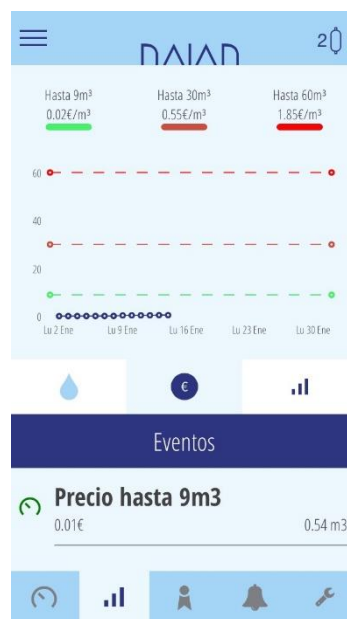 NAIAN
2
Hasta 9m³ Hasta 30m³ Hasta 60m³
0.02€/m³ 0.55€/m³ 1.85€/m³
60
40
20
0
Lu 2 Ene Lu 9 Ene Lu 16 Ene Lu 23 Ene Lu 30 Ene
€
Eventos
Precio hasta 9m3
0.01€ 0.54 m3